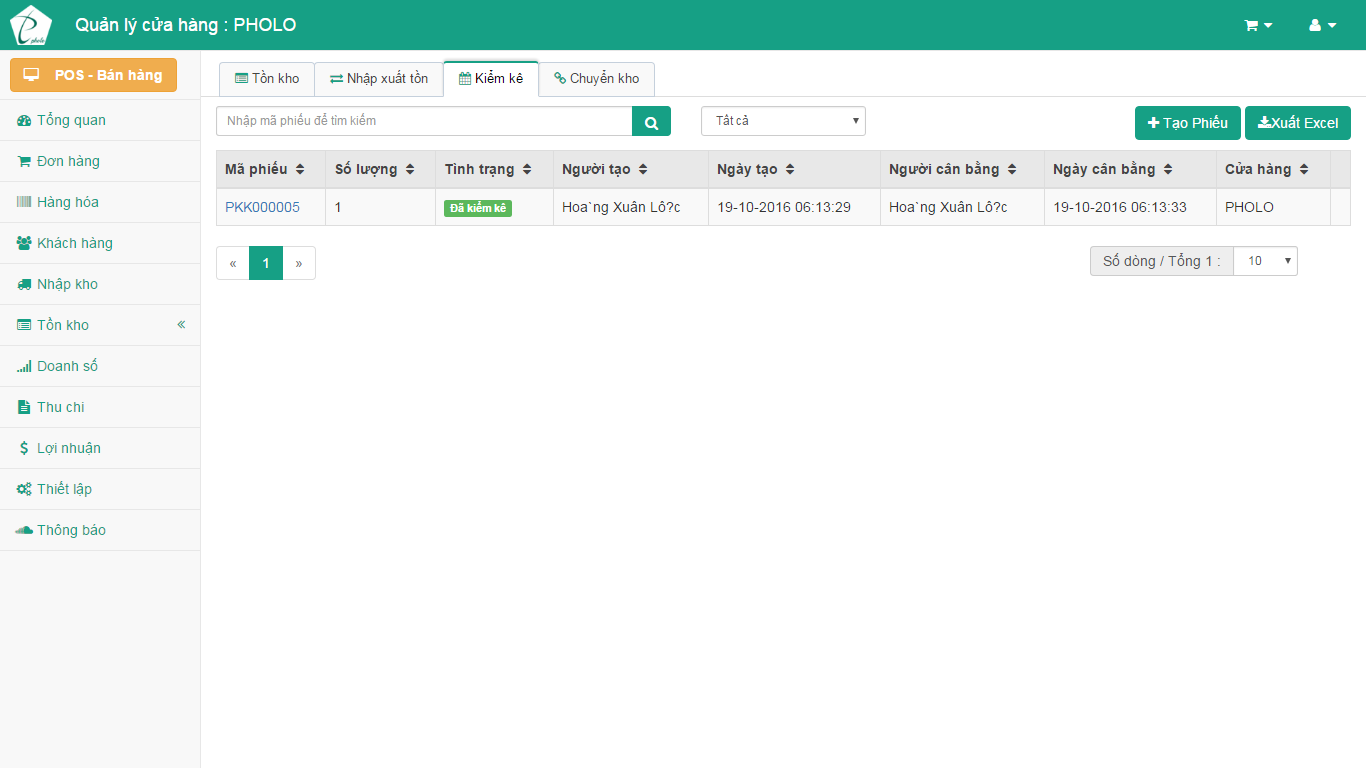 pholo
Quản lý cửa hàng : PHOLO
POS - Bán hàng
Tổng quan
Đơn hàng
Hàng hóa
Khách hàng
Nhập kho
Tồn kho
Doanh số
Thu chi
Lợi nhuận
Thiết lập
Thông báo
Tồn kho Nhập xuất tồn Kiểm kê Chuyển kho
Nhập mã phiếu để tìm kiếm Tất cả Tạo Phiếu Xuất Excel
Mã phiếu Số lượng Tình trạng Người tạo Ngày tạo Người cân bằng Ngày cân bằng Cửa hàng
PKK000005 1 Đã kiểm kê Hoa`ng Xuân Lô?c 19-10-2016 06:13:29 Hoa`ng Xuân Lô?c 19-10-2016 06:13:33 PHOLO
« 1 » Số dòng / Tổng 1 : 10